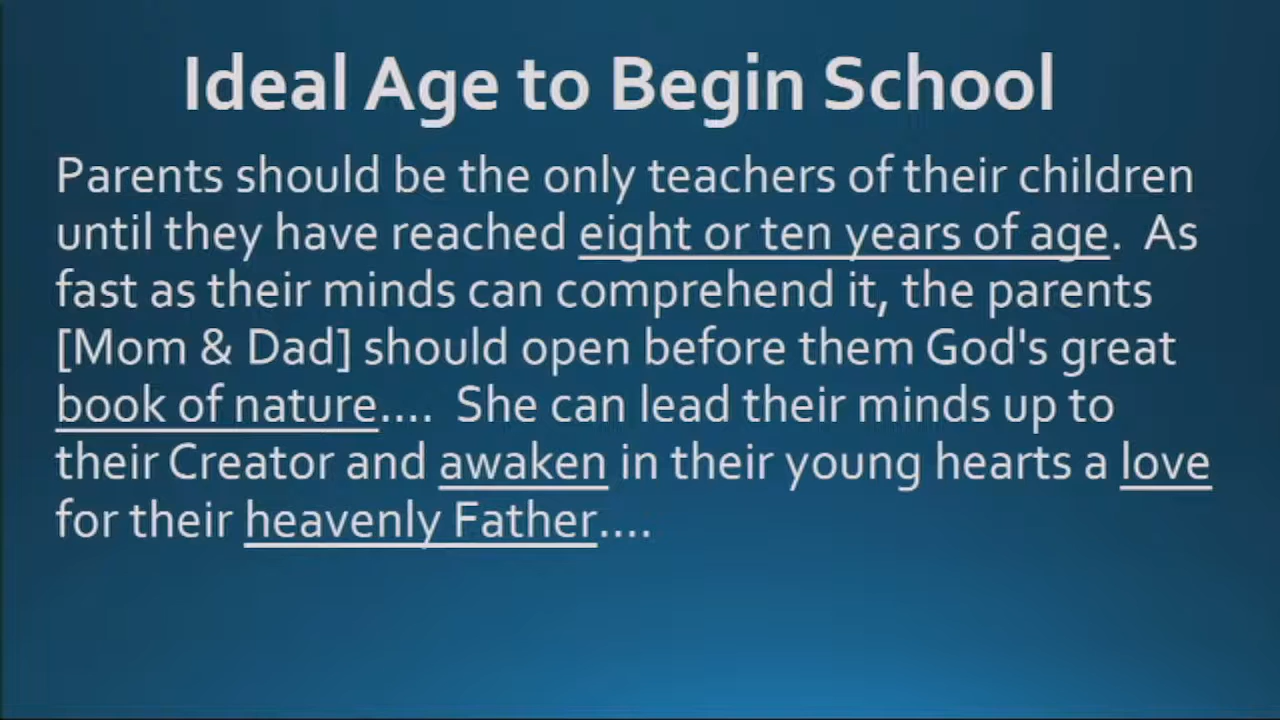 Ideal Age to Begin School
Parents should be the only teachers of their children
until they have reached eight or ten years of age.  As
fast as their minds can comprehend it, the parents
[Mom & Dad] should open before them God's great
book of nature....  She can lead their minds up to
their Creator and awaken in their young hearts a love
for their heavenly Father....